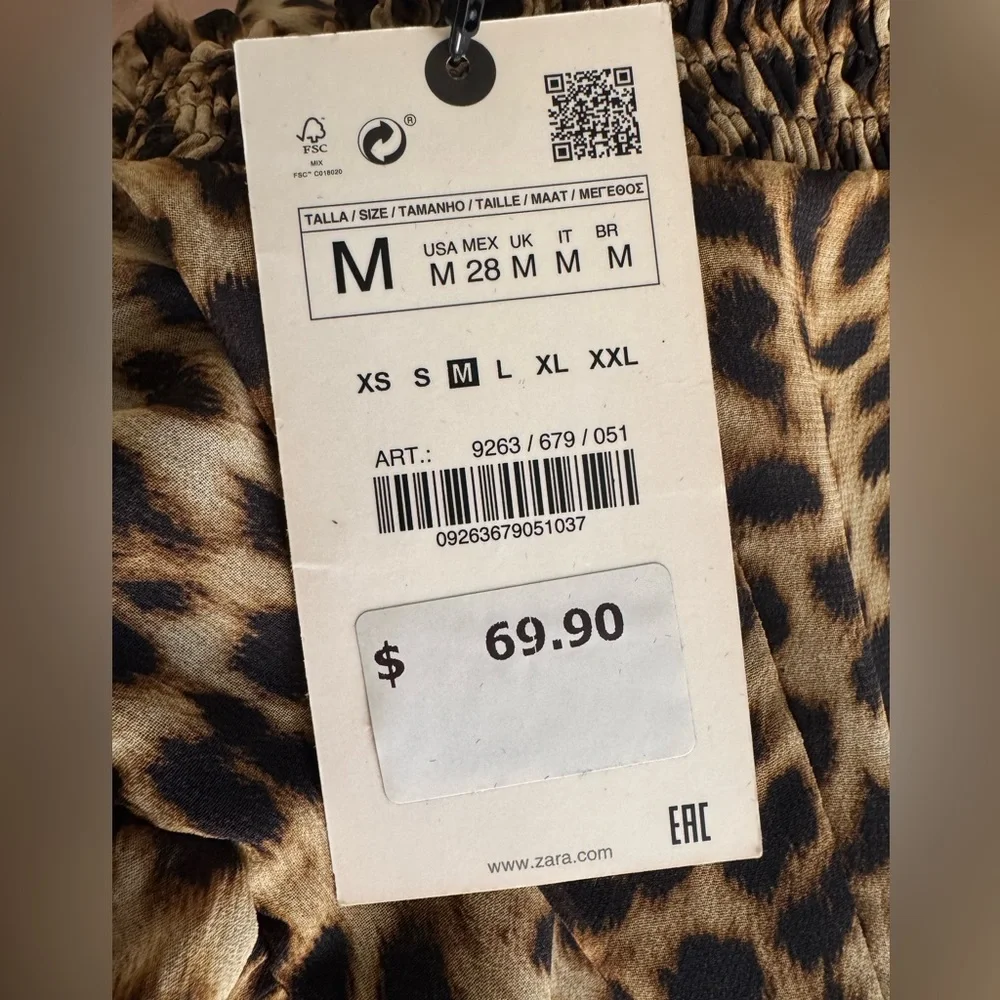 FSC
MIX
FSC™ C018020
®
TALLA / SIZE / TAMANHO / TAILLE / MAAT / ΜΕΓΕΘΟΣ
M
USA MEX UK IT BR
M 28 M M M
XS S M L XL XXL
ART.: 9263 / 679 / 051
09263679051037
$ 69.90
EAC
www.zara.com